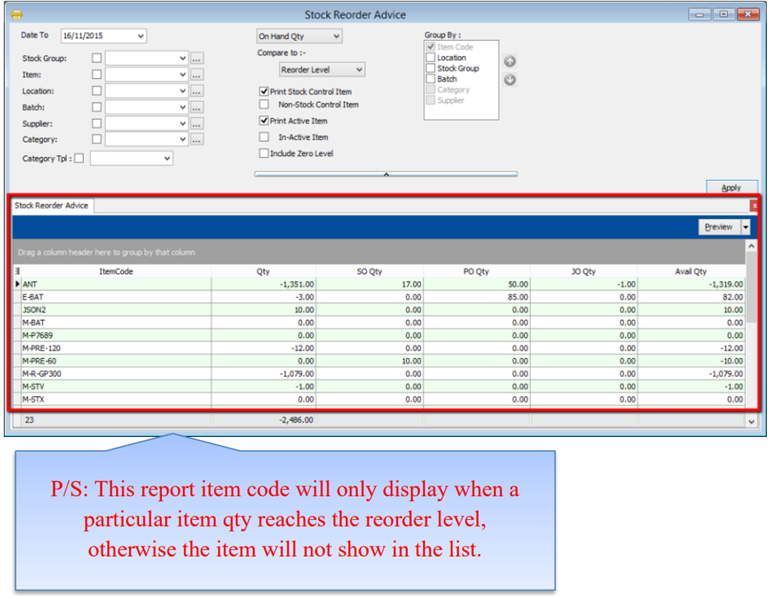 Stock Reorder Advice
Date To 16/11/2015
Stock Group: ...
Item: ...
Location: ...
Batch: ...
Supplier: ...
Category: ...
Category Tpl :
On Hand Qty
Compare to :-
Reorder Level
Print Stock Control Item
Non-Stock Control Item
Print Active Item
In-Active Item
Include Zero Level
Group By :
Item Code
Location
Stock Group
Batch
Category
Supplier
Apply
Stock Reorder Advice
Preview
Drag a column header here to group by that column
ItemCode Qty SO Qty PO Qty JO Qty Avail Qty
ANT -1,351.00 17.00 50.00 -1.00 -1,319.00
E-BAT -3.00 0.00 85.00 0.00 82.00
JSON2 10.00 0.00 0.00 0.00 10.00
M-BAT 0.00 0.00 0.00 0.00 0.00
M-P7689 0.00 0.00 0.00 0.00 0.00
M-PRE-120 -12.00 0.00 0.00 0.00 -12.00
M-PRE-60 0.00 10.00 0.00 0.00 -10.00
M-R-GP300 -1,079.00 0.00 0.00 0.00 -1,079.00
M-STV -1.00 0.00 0.00 0.00 -1.00
M-STX 0.00 0.00 0.00 0.00 0.00
23 -2,486.00
P/S: This report item code will only display when a
particular item qty reaches the reorder level,
otherwise the item will not show in the list.